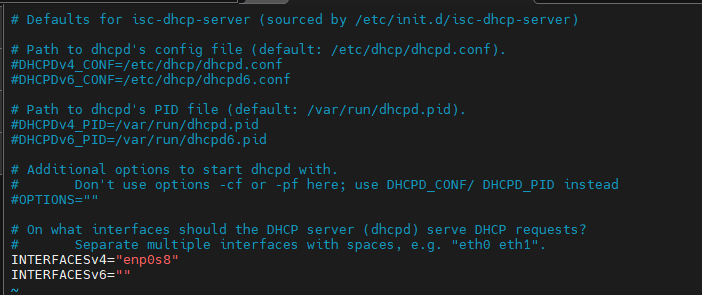 # Defaults for isc-dhcp-server (sourced by /etc/init.d/isc-dhcp-server)
# Path to dhcpd's config file (default: /etc/dhcp/dhcpd.conf).
#DHCPDv4_CONF=/etc/dhcp/dhcpd.conf
#DHCPDv6_CONF=/etc/dhcp/dhcpd6.conf
# Path to dhcpd's PID file (default: /var/run/dhcpd.pid).
#DHCPDv4_PID=/var/run/dhcpd.pid
#DHCPDv6_PID=/var/run/dhcpd6.pid
# Additional options to start dhcpd with.
#       Don't use options -cf or -pf here; use DHCPD_CONF/ DHCPD_PID instead
#OPTIONS=""
# On what interfaces should the DHCP server (dhcpd) serve DHCP requests?
#       Separate multiple interfaces with spaces, e.g. "eth0 eth1".
INTERFACESv4="enp0s8"
INTERFACESv6=""
~